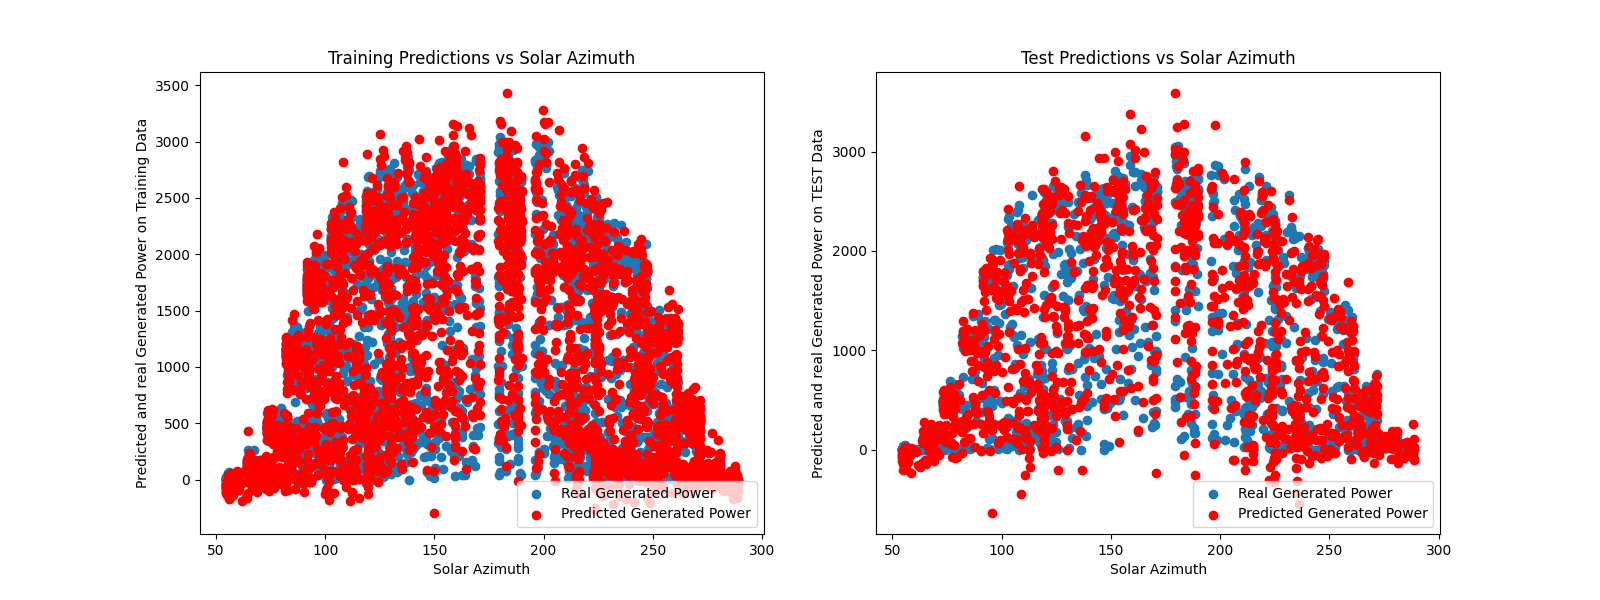 Training Predictions vs Solar Azimuth
Predicted and real Generated Power on Training Data
3500
3000
2500
2000
1500
1000
500
0
50 100 150 200 250 300
Solar Azimuth
Real Generated Power
Predicted Generated Power
Test Predictions vs Solar Azimuth
Predicted and real Generated Power on TEST Data
3000
2000
1000
0
50 100 150 200 250 300
Solar Azimuth
Real Generated Power
Predicted Generated Power